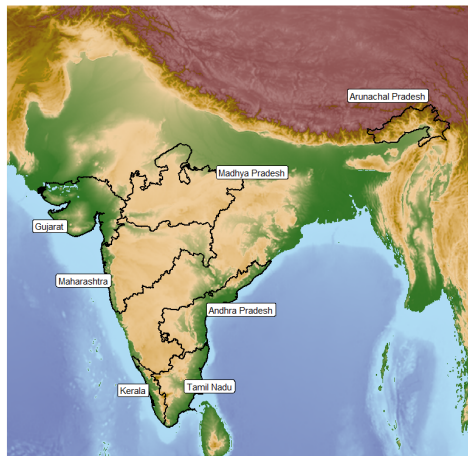 Arunachal Pradesh
Madhya Pradesh
Gujarat
Maharashtra
Andhra Pradesh
Kerala
Tamil Nadu